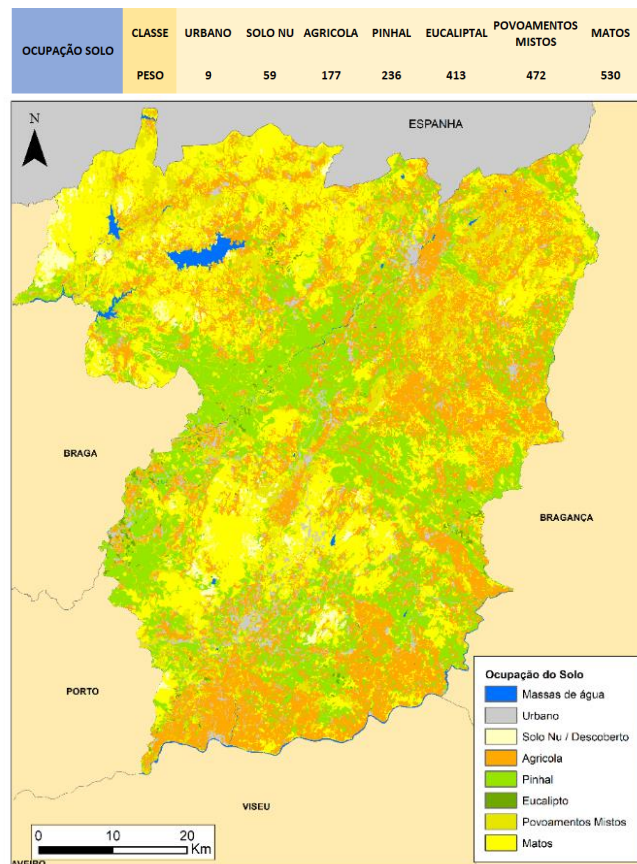 OCUPAÇÃO SOLO
CLASSE URBANO SOLO NU AGRICOLA PINHAL EUCALIPTAL POVOAMENTOS MISTOS MATOS
PESO 9 59 177 236 413 472 530
N
ESPANHA
BRAGA
BRAGANÇA
PORTO
VISEU
AVEIRO
0 10 20
Km
Ocupação do Solo
Massas de água
Urbano
Solo Nu / Descoberto
Agricola
Pinhal
Eucalipto
Povoamentos Mistos
Matos